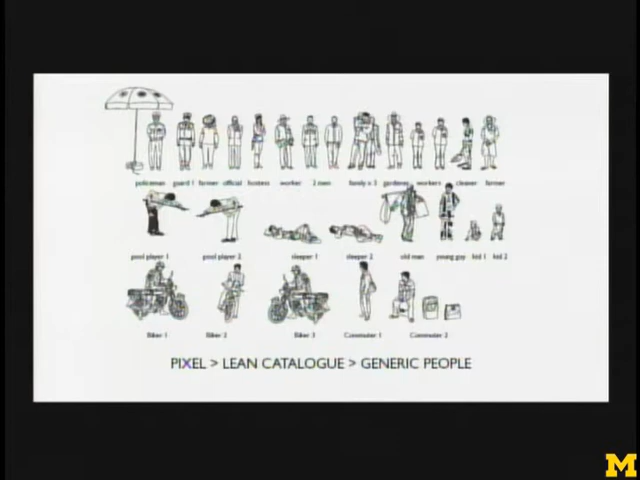 policeman guard 1 farmer official hostess worker 2 men family x 3 gardener workers cleaner farmer
pool player 1 pool player 2 sleeper 1 sleeper 2 old man young guy kid 1 kid 2
Biker 1 Biker 2 Biker 3 Commuter 1 Commuter 2
PIXEL > LEAN CATALOGUE > GENERIC PEOPLE
M